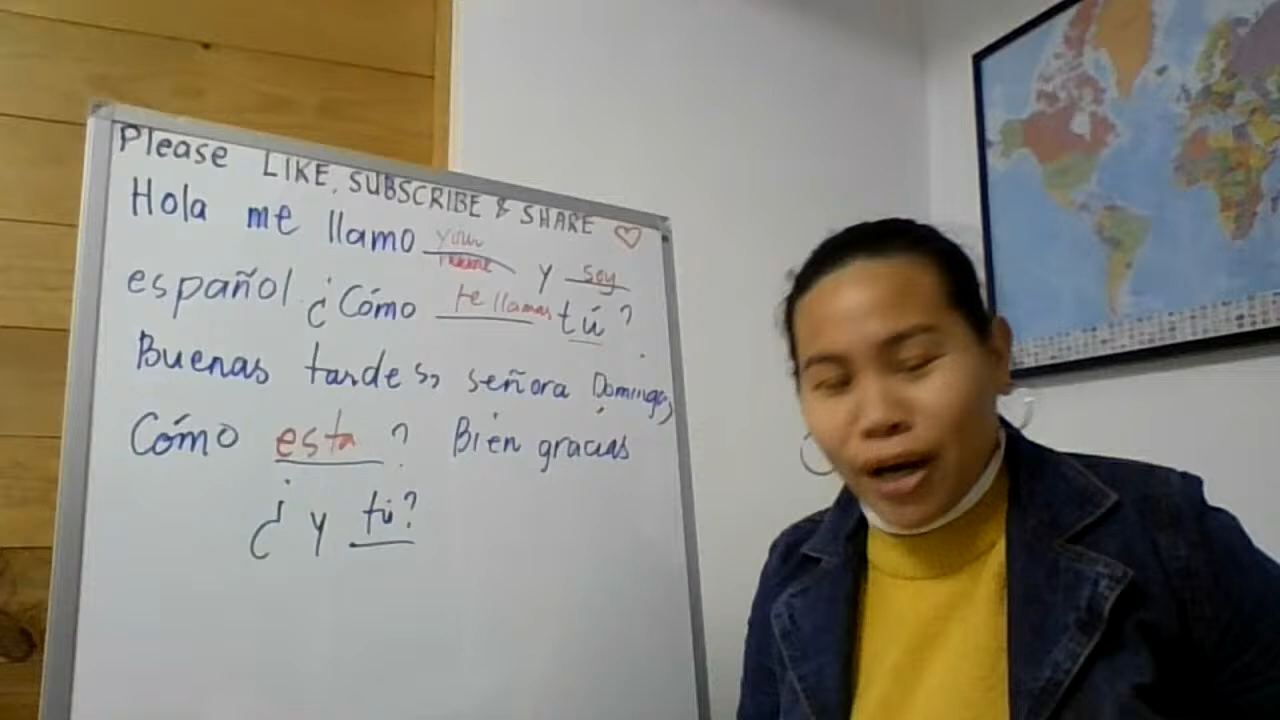 Please LIKE, SUBSCRIBE & SHARE
Hola me llamo your name y soy
español ¿Cómo te llamas tú?
Buenas tardes, señora Domingo,
Cómo esta ? Bien gracias
¿ y tú?